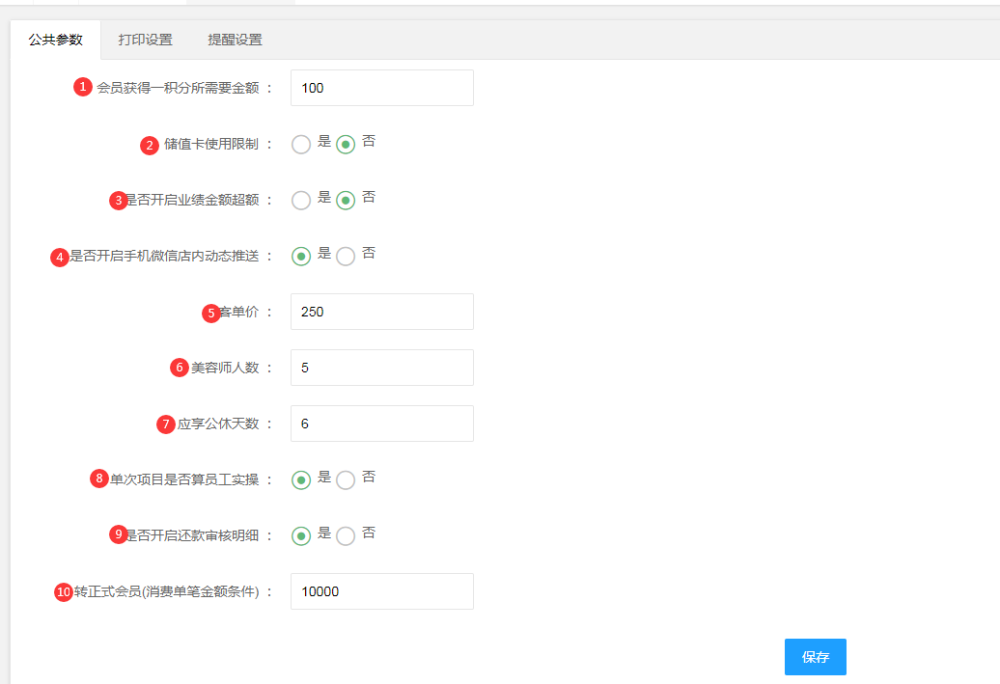 公共参数 打印设置 提醒设置
1 会员获得一积分所需要金额 : 100
2 储值卡使用限制 : 是 否
3 是否开启业绩金额超额 : 是 否
4 是否开启手机微信店内动态推送 : 是 否
5 客单价 : 250
6 美容师人数 : 5
7 应享公休天数 : 6
8 单次项目是否算员工实操 : 是 否
9 是否开启还款审核明细 : 是 否
10 转正式会员(消费单笔金额条件) : 10000
保存